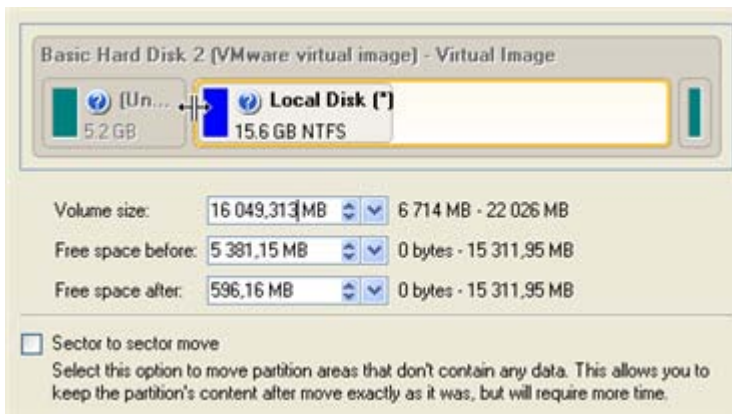 Basic Hard Disk 2 (VMware virtual image) - Virtual Image
(Un... Local Disk (*)
5.2 GB 15.6 GB NTFS
Volume size: 16 049,313 MB 6 714 MB - 22 026 MB
Free space before: 5 381,15 MB 0 bytes - 15 311,95 MB
Free space after: 596,16 MB 0 bytes - 15 311,95 MB
Sector to sector move
Select this option to move partition areas that don't contain any data. This allows you to
keep the partition's content after move exactly as it was, but will require more time.